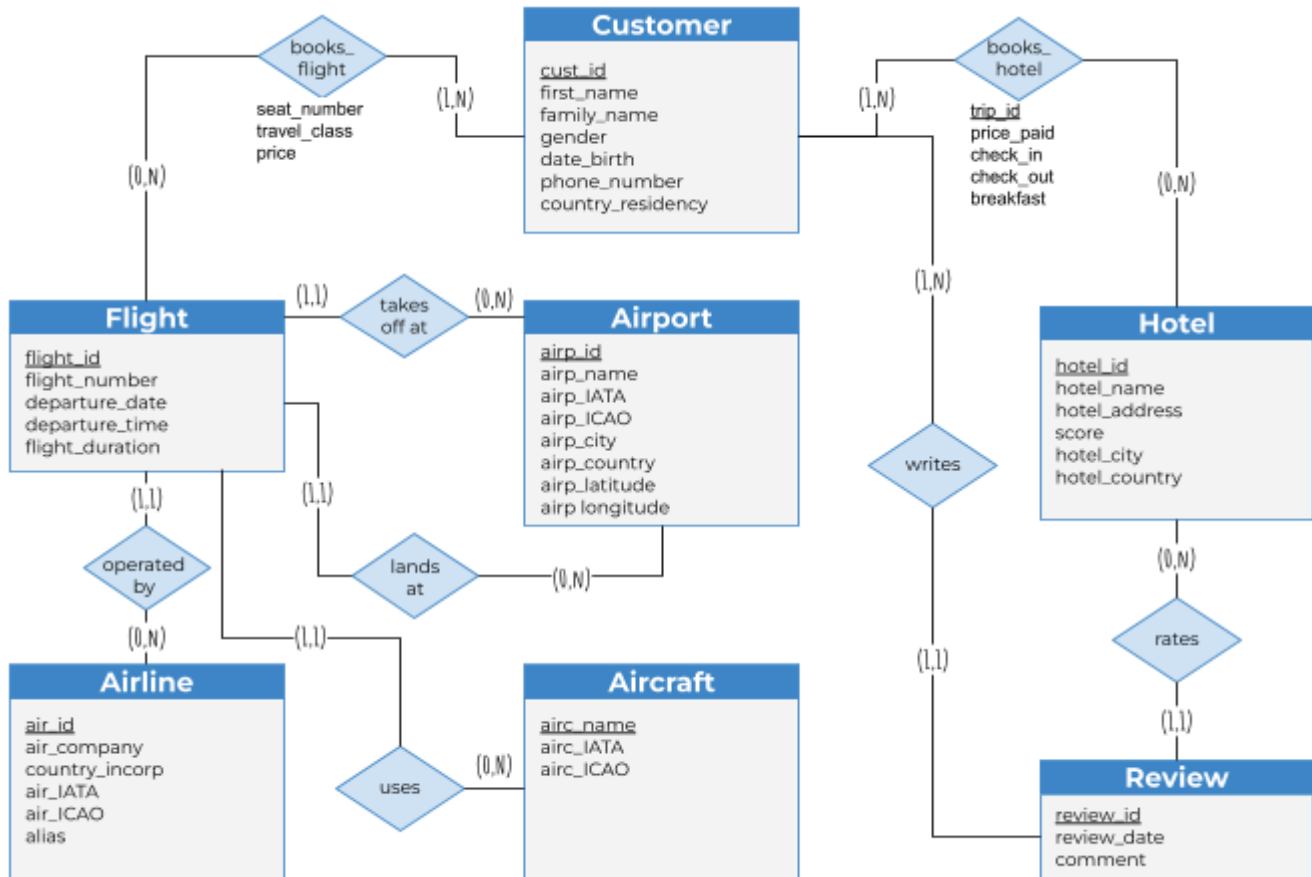 Customer
cust_id
first_name
family_name
gender
date_birth
phone_number
country_residency
books_
flight
seat_number
travel_class
price
(1,N)
(0,N)
books_
hotel
trip_id
price_paid
check_in
check_out
breakfast
(1,N)
(0,N)
(1,N)
Flight
flight_id
flight_number
departure_date
departure_time
flight_duration
(1,1)
takes
off at
(0,N)
Airport
airp_id
airp_name
airp_IATA
airp_ICAO
airp_city
airp_country
airp_latitude
airp longitude
Hotel
hotel_id
hotel_name
hotel_address
score
hotel_city
hotel_country
writes
(1,1)
(1,1)
lands
at
(0,N)
(1,1)
operated
by
(0,N)
(0,N)
rates
(1,1)
(1,1)
uses
(0,N)
Airline
air_id
air_company
country_incorp
air_IATA
air_ICAO
alias
Aircraft
airc_name
airc_IATA
airc_ICAO
Review
review_id
review_date
comment